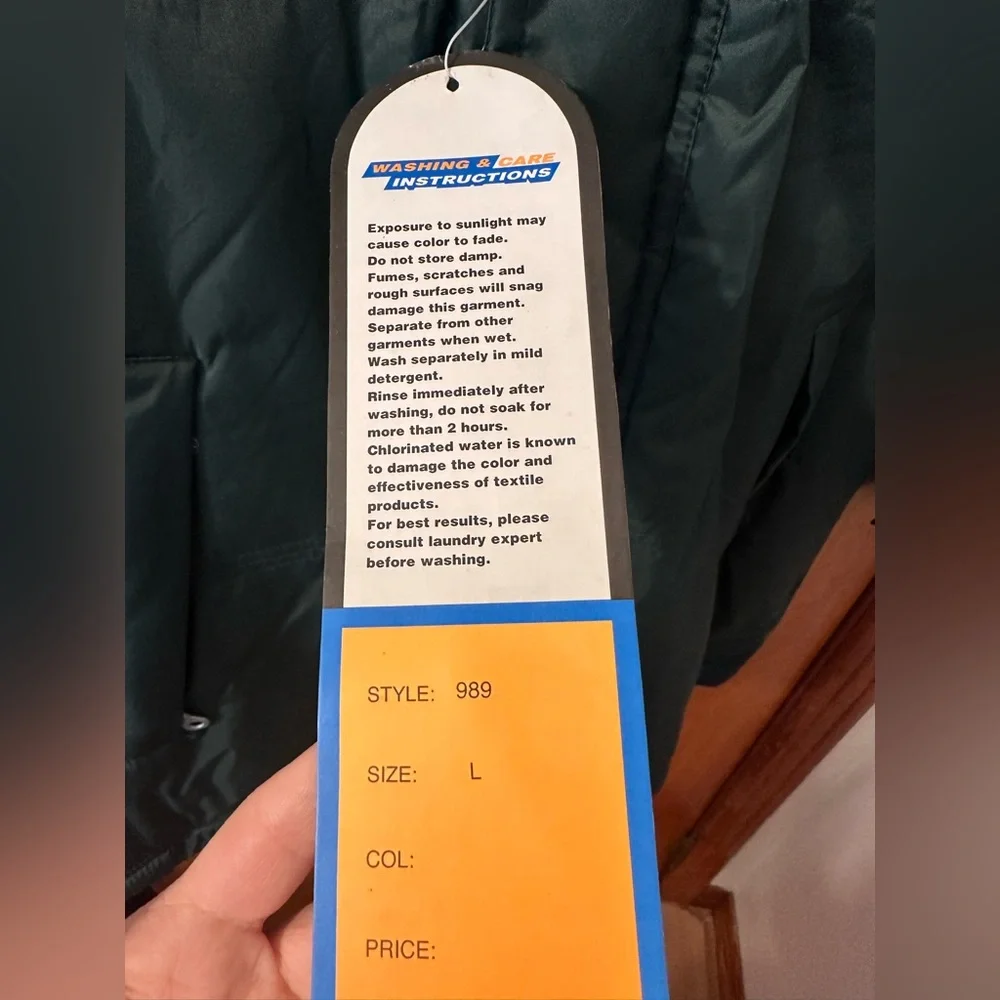 WASHING & CARE
INSTRUCTIONS
Exposure to sunlight may
cause color to fade.
Do not store damp.
Fumes, scratches and
rough surfaces will snag
damage this garment.
Separate from other
garments when wet.
Wash separately in mild
detergent.
Rinse immediately after
washing, do not soak for
more than 2 hours.
Chlorinated water is known
to damage the color and
effectiveness of textile
products.
For best results, please
consult laundry expert
before washing.
STYLE: 989
SIZE: L
COL:
PRICE: